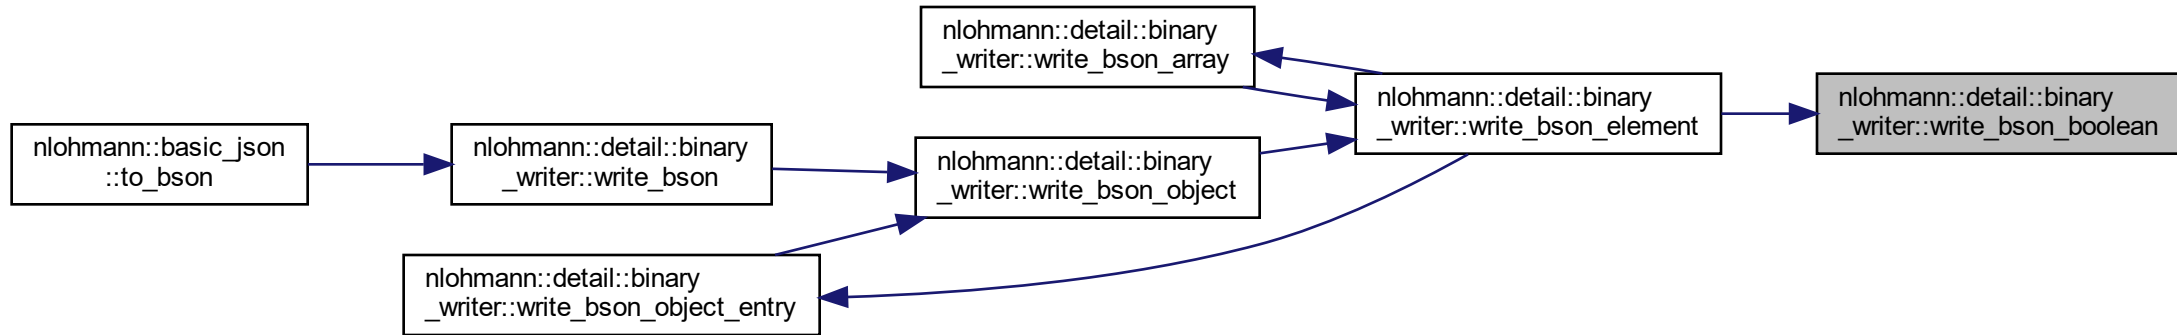 nlohmann::detail::binary
_writer::write_bson_array
nlohmann::detail::binary
_writer::write_bson_element
nlohmann::detail::binary
_writer::write_bson_boolean
nlohmann::basic_json
::to_bson
nlohmann::detail::binary
_writer::write_bson
nlohmann::detail::binary
_writer::write_bson_object
nlohmann::detail::binary
_writer::write_bson_object_entry